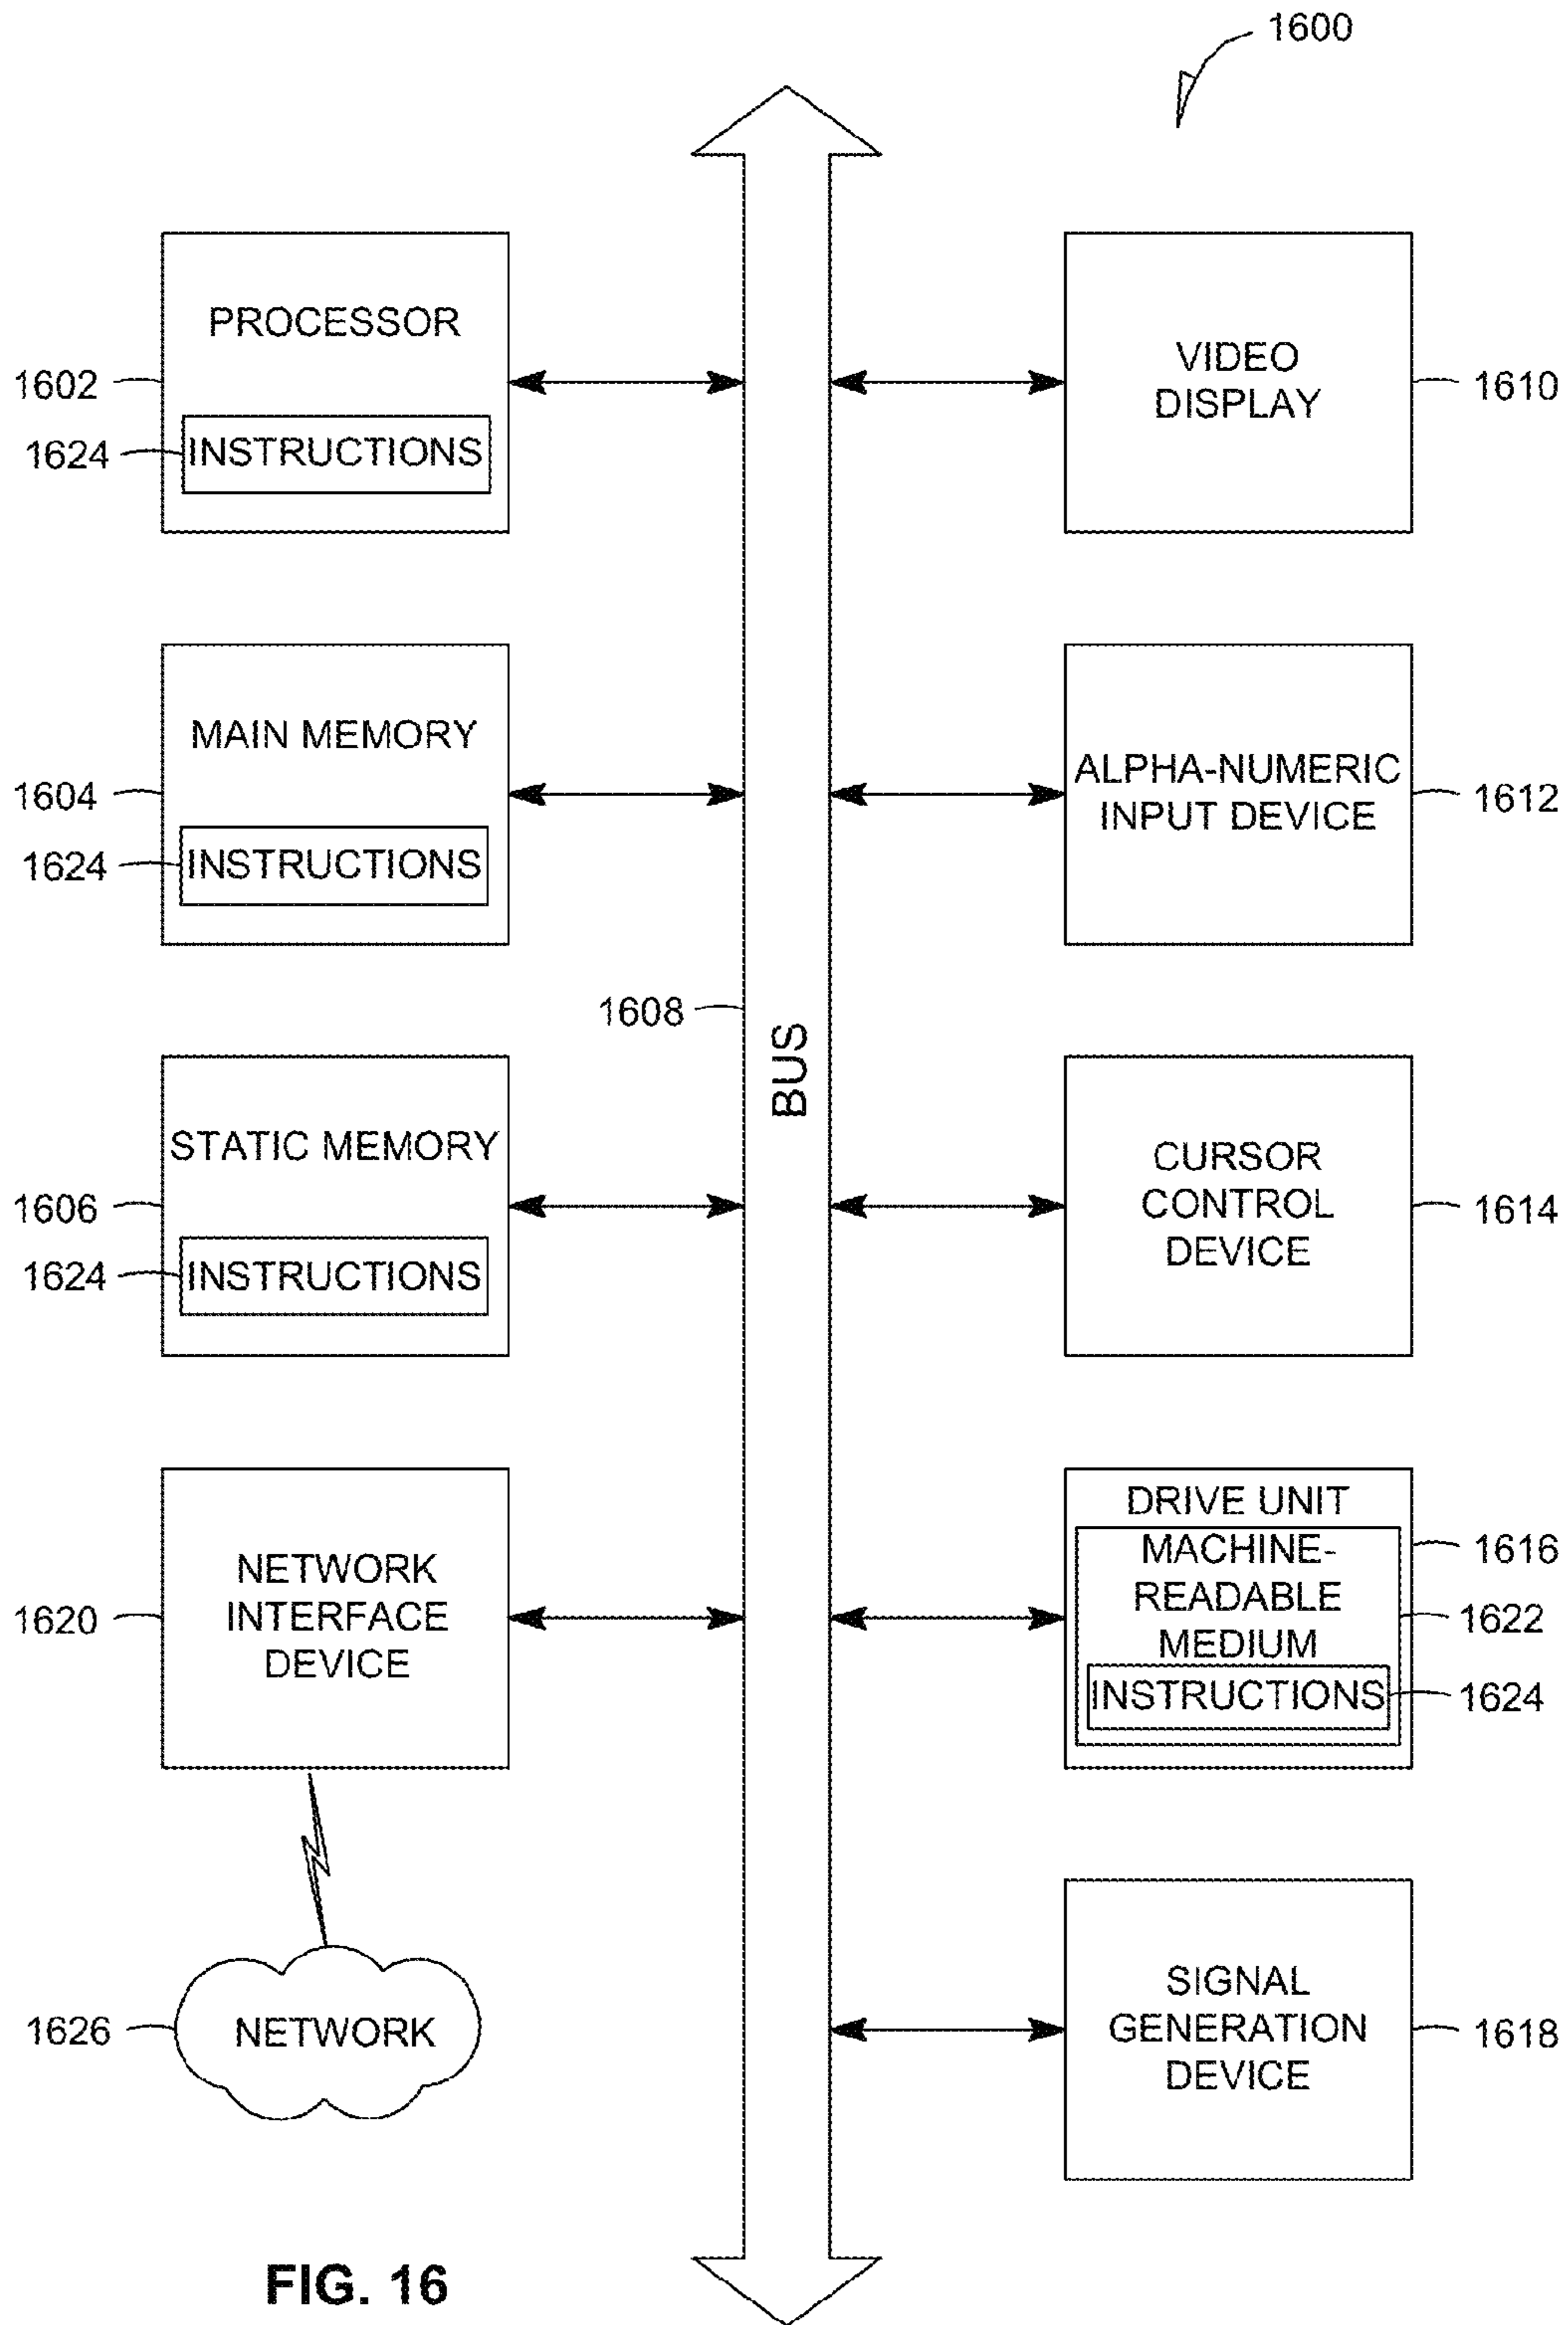 1600
PROCESSOR
1602
1624
INSTRUCTIONS
VIDEO
DISPLAY
1610
MAIN MEMORY
1604
1624
INSTRUCTIONS
ALPHA-NUMERIC
INPUT DEVICE
1612
1608
BUS
STATIC MEMORY
1606
1624
INSTRUCTIONS
CURSOR
CONTROL
DEVICE
1614
NETWORK
INTERFACE
DEVICE
1620
DRIVE UNIT
MACHINE-
READABLE
MEDIUM
INSTRUCTIONS
1616
1622
1624
1626
NETWORK
SIGNAL
GENERATION
DEVICE
1618
FIG. 16